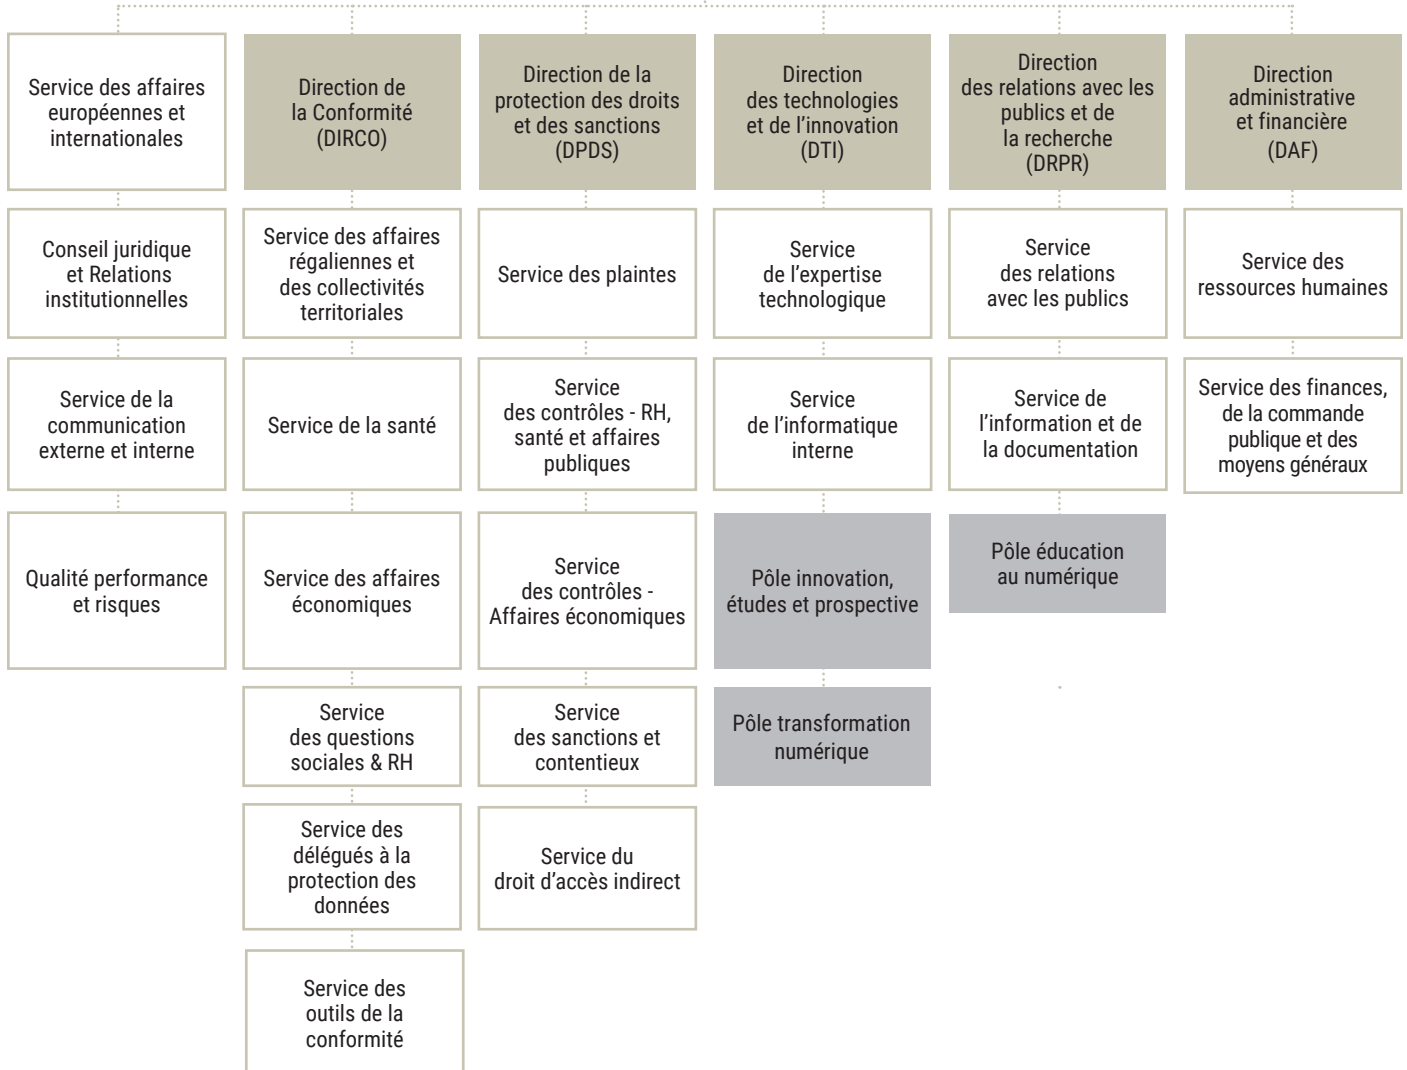 Service des affaires
européennes et
internationales
Direction de
la Conformité
(DIRCO)
Direction de la
protection des droits
et des sanctions
(DPDS)
Direction
des technologies
et de l'innovation
(DTI)
Direction
des relations avec les
publics et de
la recherche
(DRPR)
Direction
administrative
et financière
(DAF)
Conseil juridique
et Relations
institutionnelles
Service des affaires
régaliennes et
des collectivités
territoriales
Service des plaintes
Service
de l'expertise
technologique
Service
des relations
avec les publics
Service des
ressources humaines
Service de la
communication
externe et interne
Service de la santé
Service
des contrôles - RH,
santé et affaires
publiques
Service
de l'informatique
interne
Service de
l'information et de
la documentation
Service des finances,
de la commande
publique et des
moyens généraux
Qualité performance
et risques
Service des affaires
économiques
Service
des contrôles -
Affaires économiques
Pôle innovation,
études et prospective
Pôle éducation
au numérique
Service
des questions
sociales & RH
Service
des sanctions et
contentieux
Pôle transformation
numérique
Service des
délégués à la
protection des
données
Service du
droit d'accès indirect
Service des
outils de la
conformité